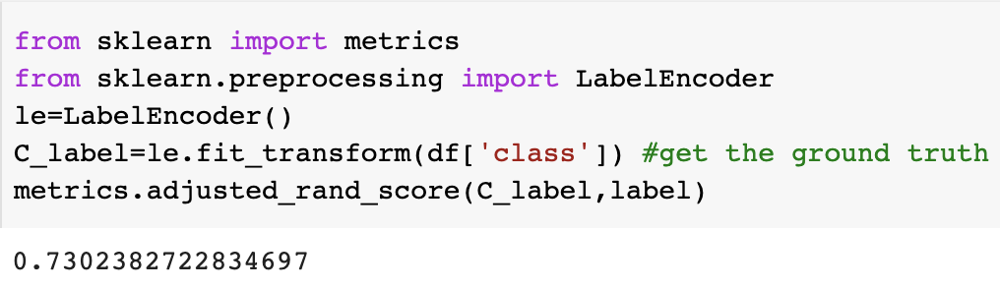 from sklearn import metrics
from sklearn.preprocessing import LabelEncoder
le=LabelEncoder()
C_label=le.fit_transform(df['class']) #get the ground truth
metrics.adjusted_rand_score(C_label,label)
0.7302382722834697